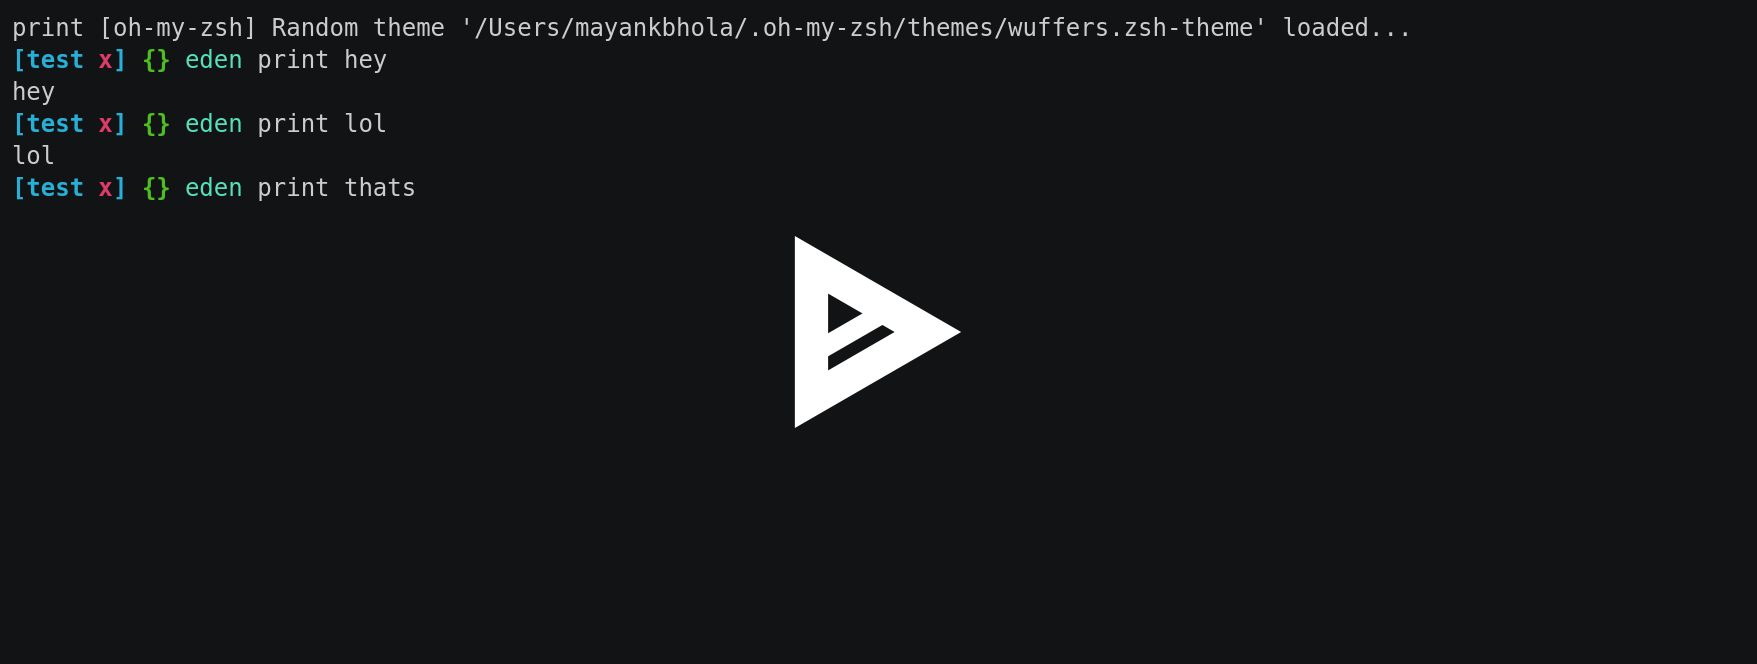 print [oh-my-zsh] Random theme '/Users/mayankbhola/.oh-my-zsh/themes/wuffers.zsh-theme' loaded...
[test x] {} eden print hey
hey
[test x] {} eden print lol
lol
[test x] {} eden print thats